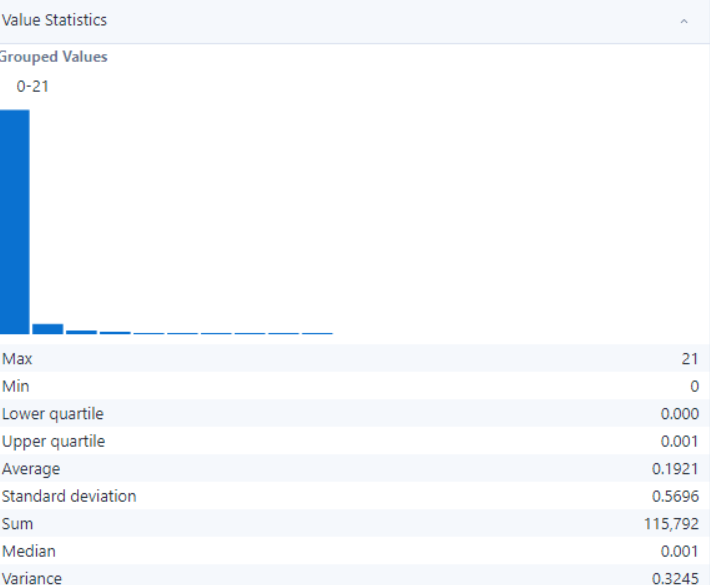 Value Statistics
Grouped Values
0-21
Max 21
Min 0
Lower quartile 0.000
Upper quartile 0.001
Average 0.1921
Standard deviation 0.5696
Sum 115,792
Median 0.001
Variance 0.3245